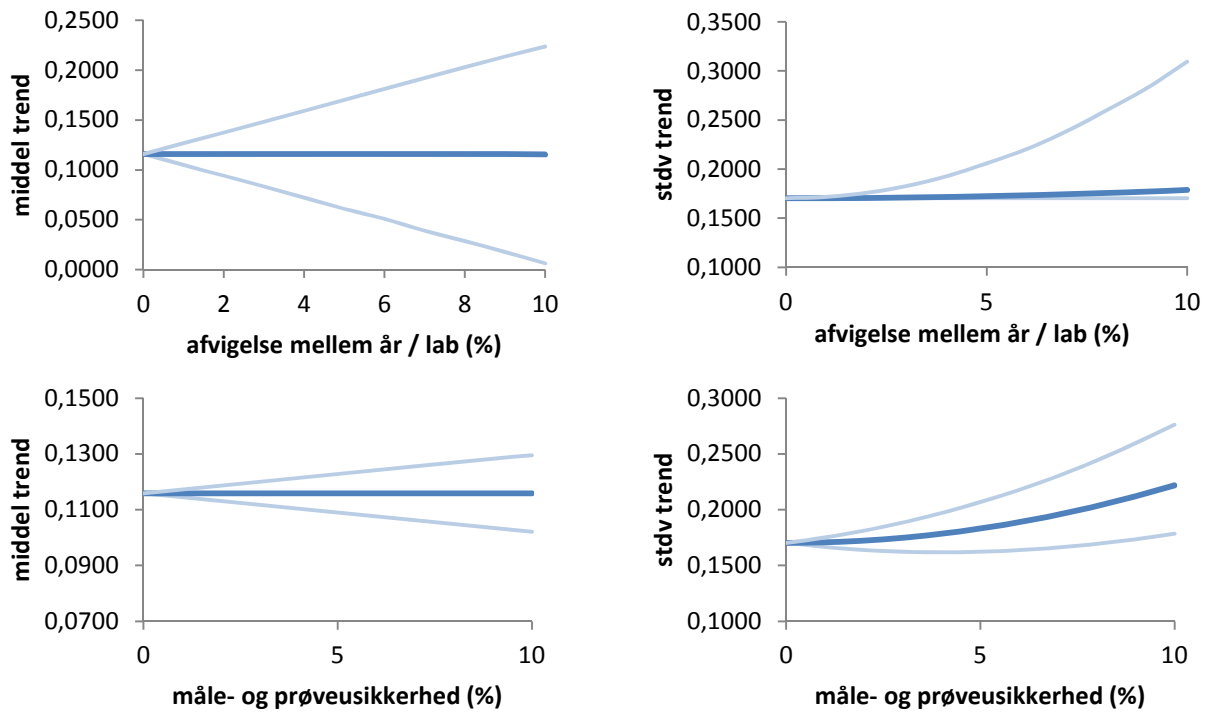 middel trend
0,2500
0,2000
0,1500
0,1000
0,0500
0,0000
0 2 4 6 8 10
afvigelse mellem år / lab (%)
stdv trend
0,3500
0,3000
0,2500
0,2000
0,1500
0,1000
0 5 10
afvigelse mellem år / lab (%)
middel trend
0,1500
0,1300
0,1100
0,0900
0,0700
0 5 10
måle- og prøveusikkerhed (%)
stdv trend
0,3000
0,2500
0,2000
0,1500
0,1000
0 5 10
måle- og prøveusikkerhed (%)